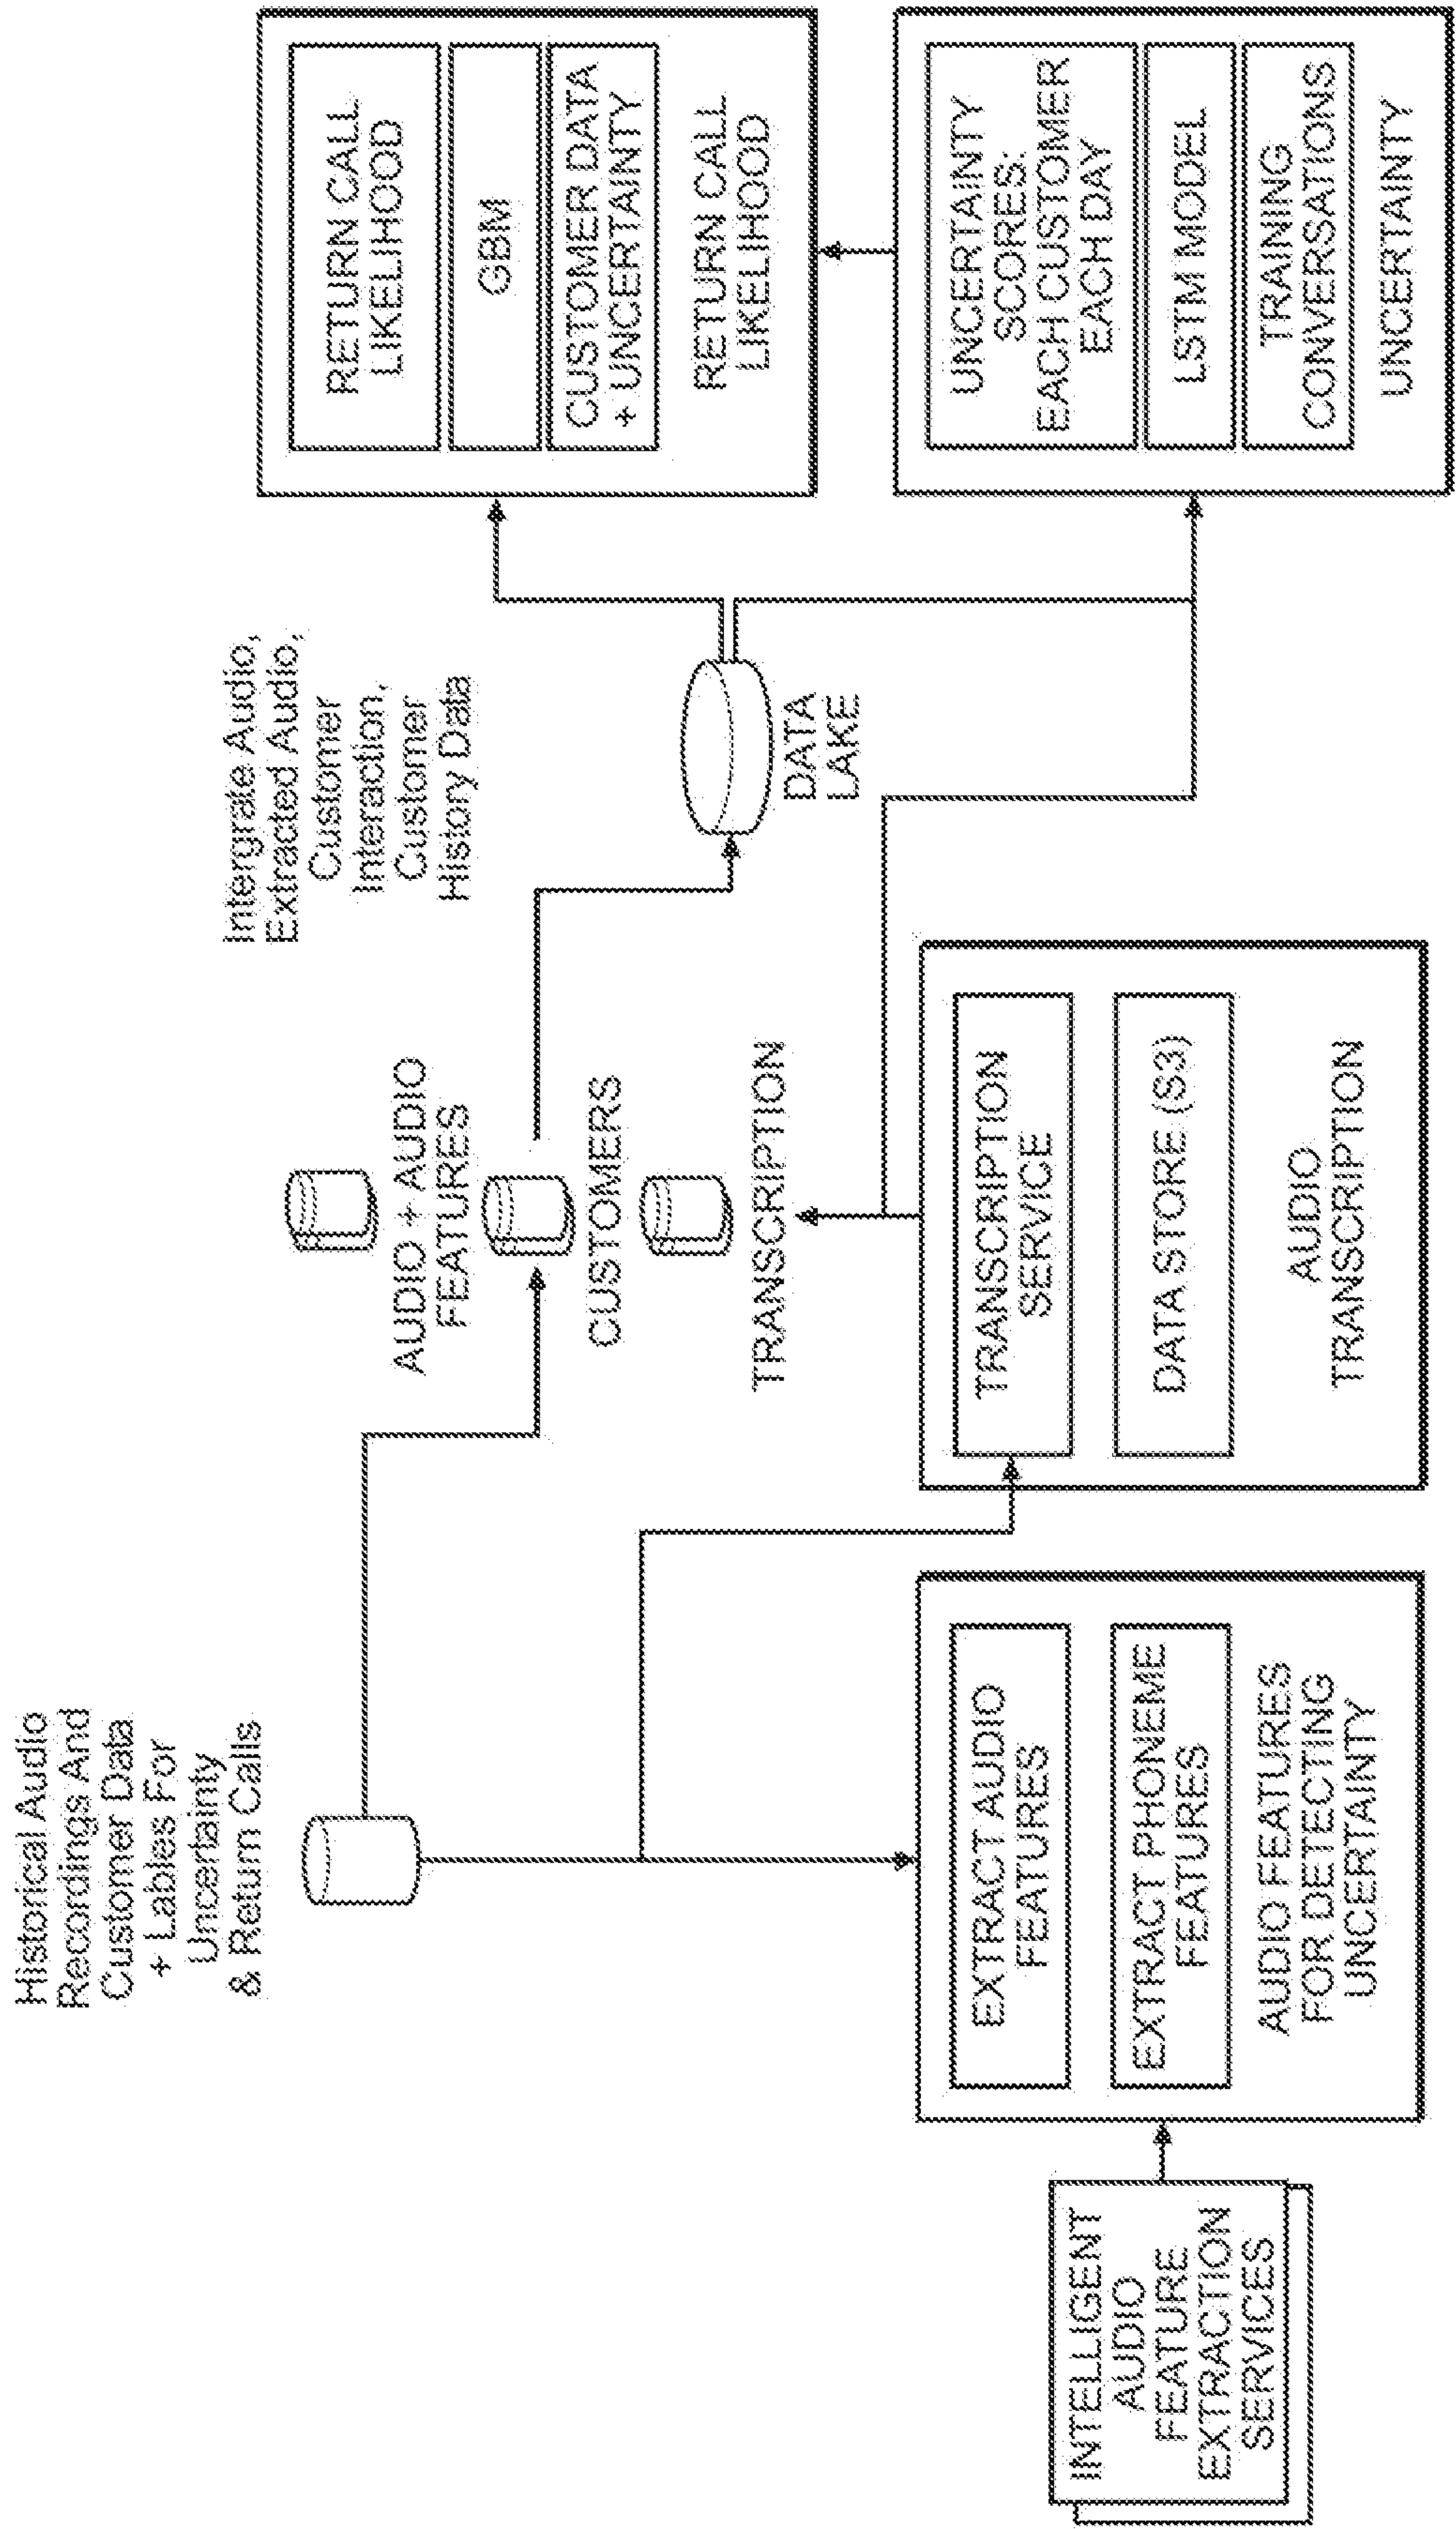 Historical Audio
Recordings And
Customer Data
+ Lables For
Uncertainty
& Return Calls
INTELLIGENT
AUDIO
FEATURE
EXTRACTION
SERVICES
EXTRACT AUDIO
FEATURES
EXTRACT PHONEME
FEATURES
AUDIO FEATURES
FOR DETECTING
UNCERTAINTY
AUDIO + AUDIO
FEATURES
CUSTOMERS
TRANSCRIPTION
TRANSCRIPTION
SERVICE
DATA STORE (S3)
AUDIO
TRANSCRIPTION
Intergrate Audio,
Extracted Audio,
Customer
Interaction,
Customer
History Data
DATA
LAKE
RETURN CALL
LIKELIHOOD
GBM
CUSTOMER DATA
+ UNCERTAINTY
RETURN CALL
LIKELIHOOD
UNCERTAINTY
SCORES:
EACH CUSTOMER
EACH DAY
LSTM MODEL
TRAINING
CONVERSATIONS
UNCERTAINTY